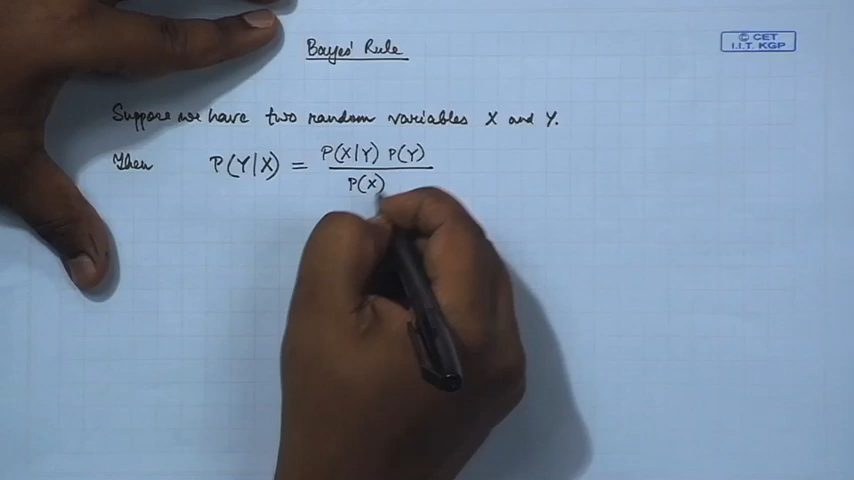 Bayes' Rule
© CET
I.I.T. KGP
Suppose we have two random variables X and Y.
Then P(Y|X) = P(X|Y) P(Y)
P(X)